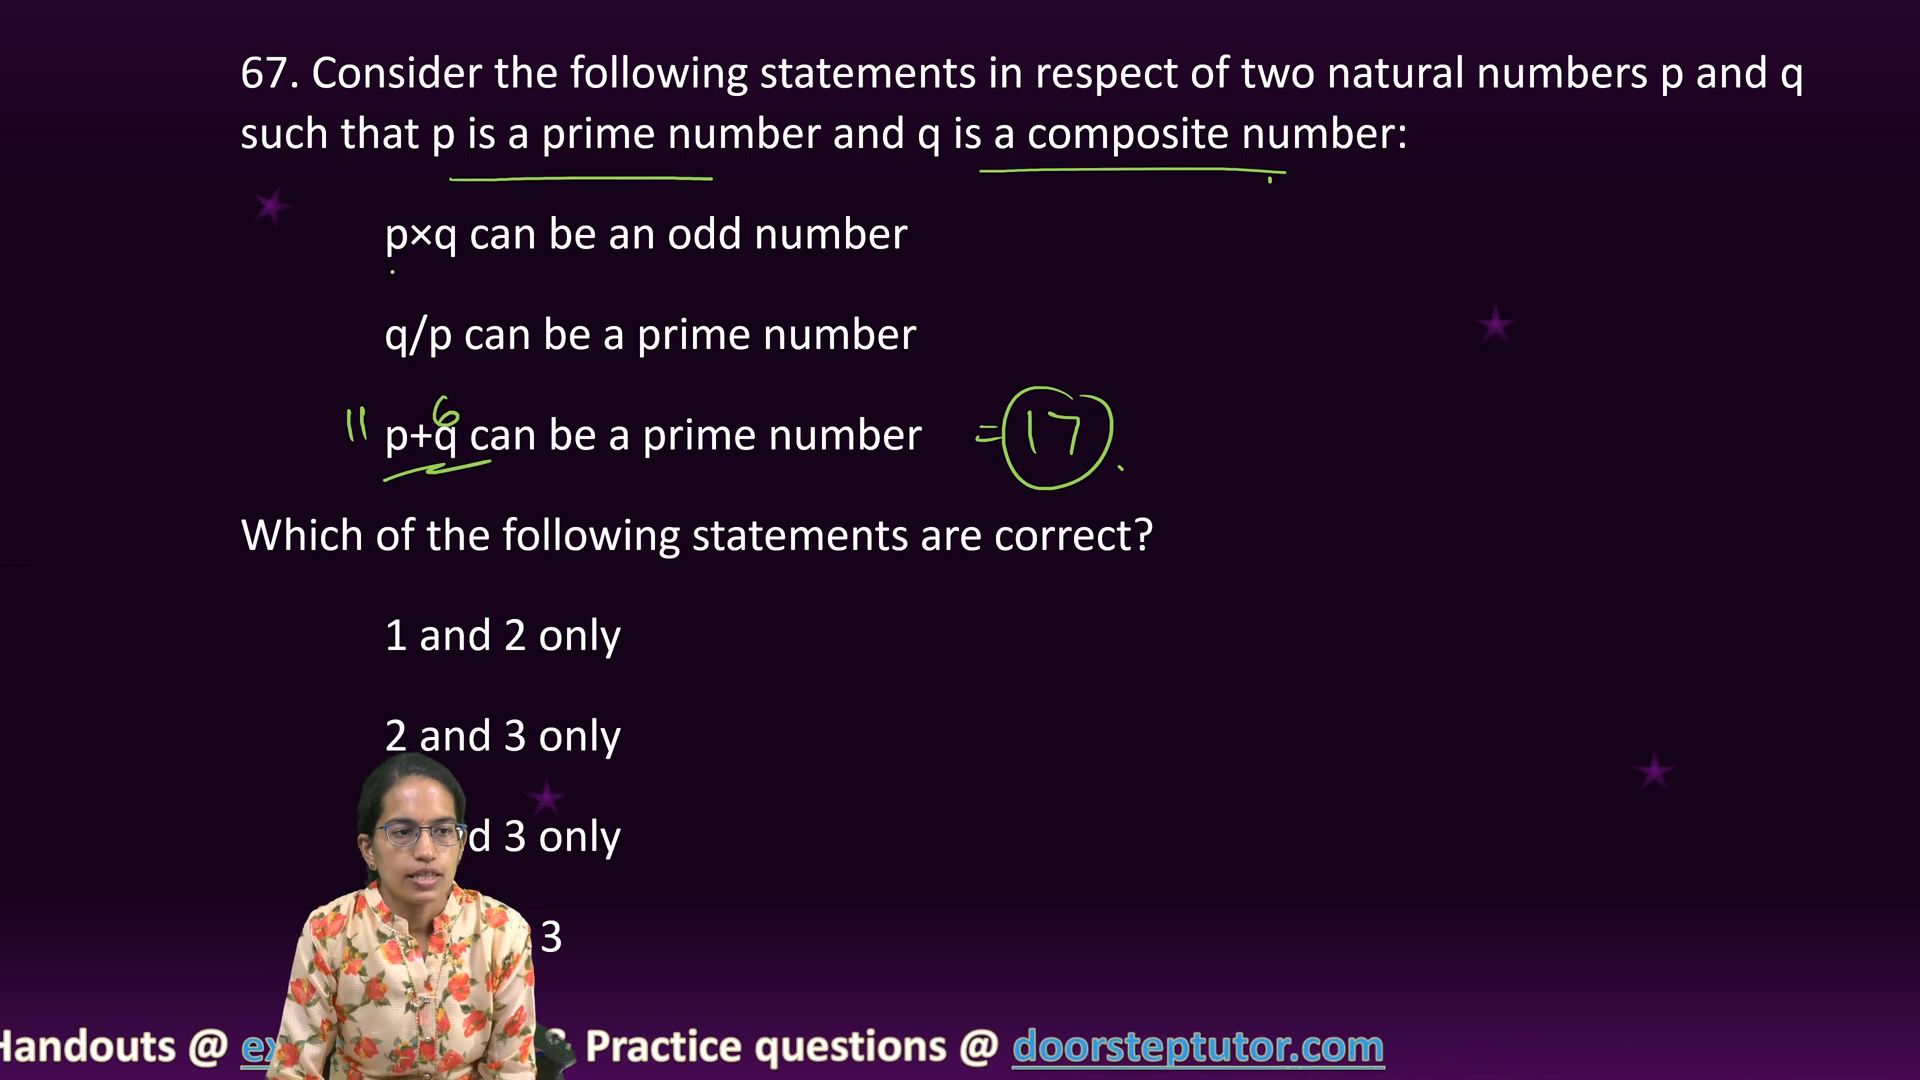 67. Consider the following statements in respect of two natural numbers p and q
such that p is a prime number and q is a composite number:
p×q can be an odd number
q/p can be a prime number
6
11 p+q can be a prime number = 17.
Which of the following statements are correct?
1 and 2 only
2 and 3 only
3 only
3
Handouts @ Practice questions @ doorsteptutor.com